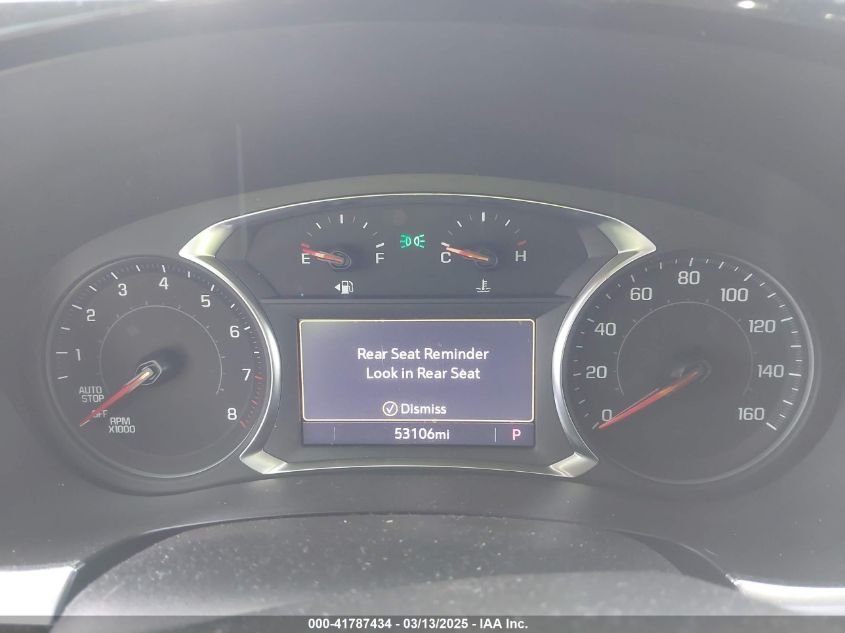 E F C H
1 2 3 4 5 6 7 8
AUTO
STOP
OFF
RPM
X1000
Rear Seat Reminder
Look in Rear Seat
Dismiss
53106mi P
0 20 40 60 80 100 120 140 160
000-41787434 - 03/13/2025 - IAA Inc.